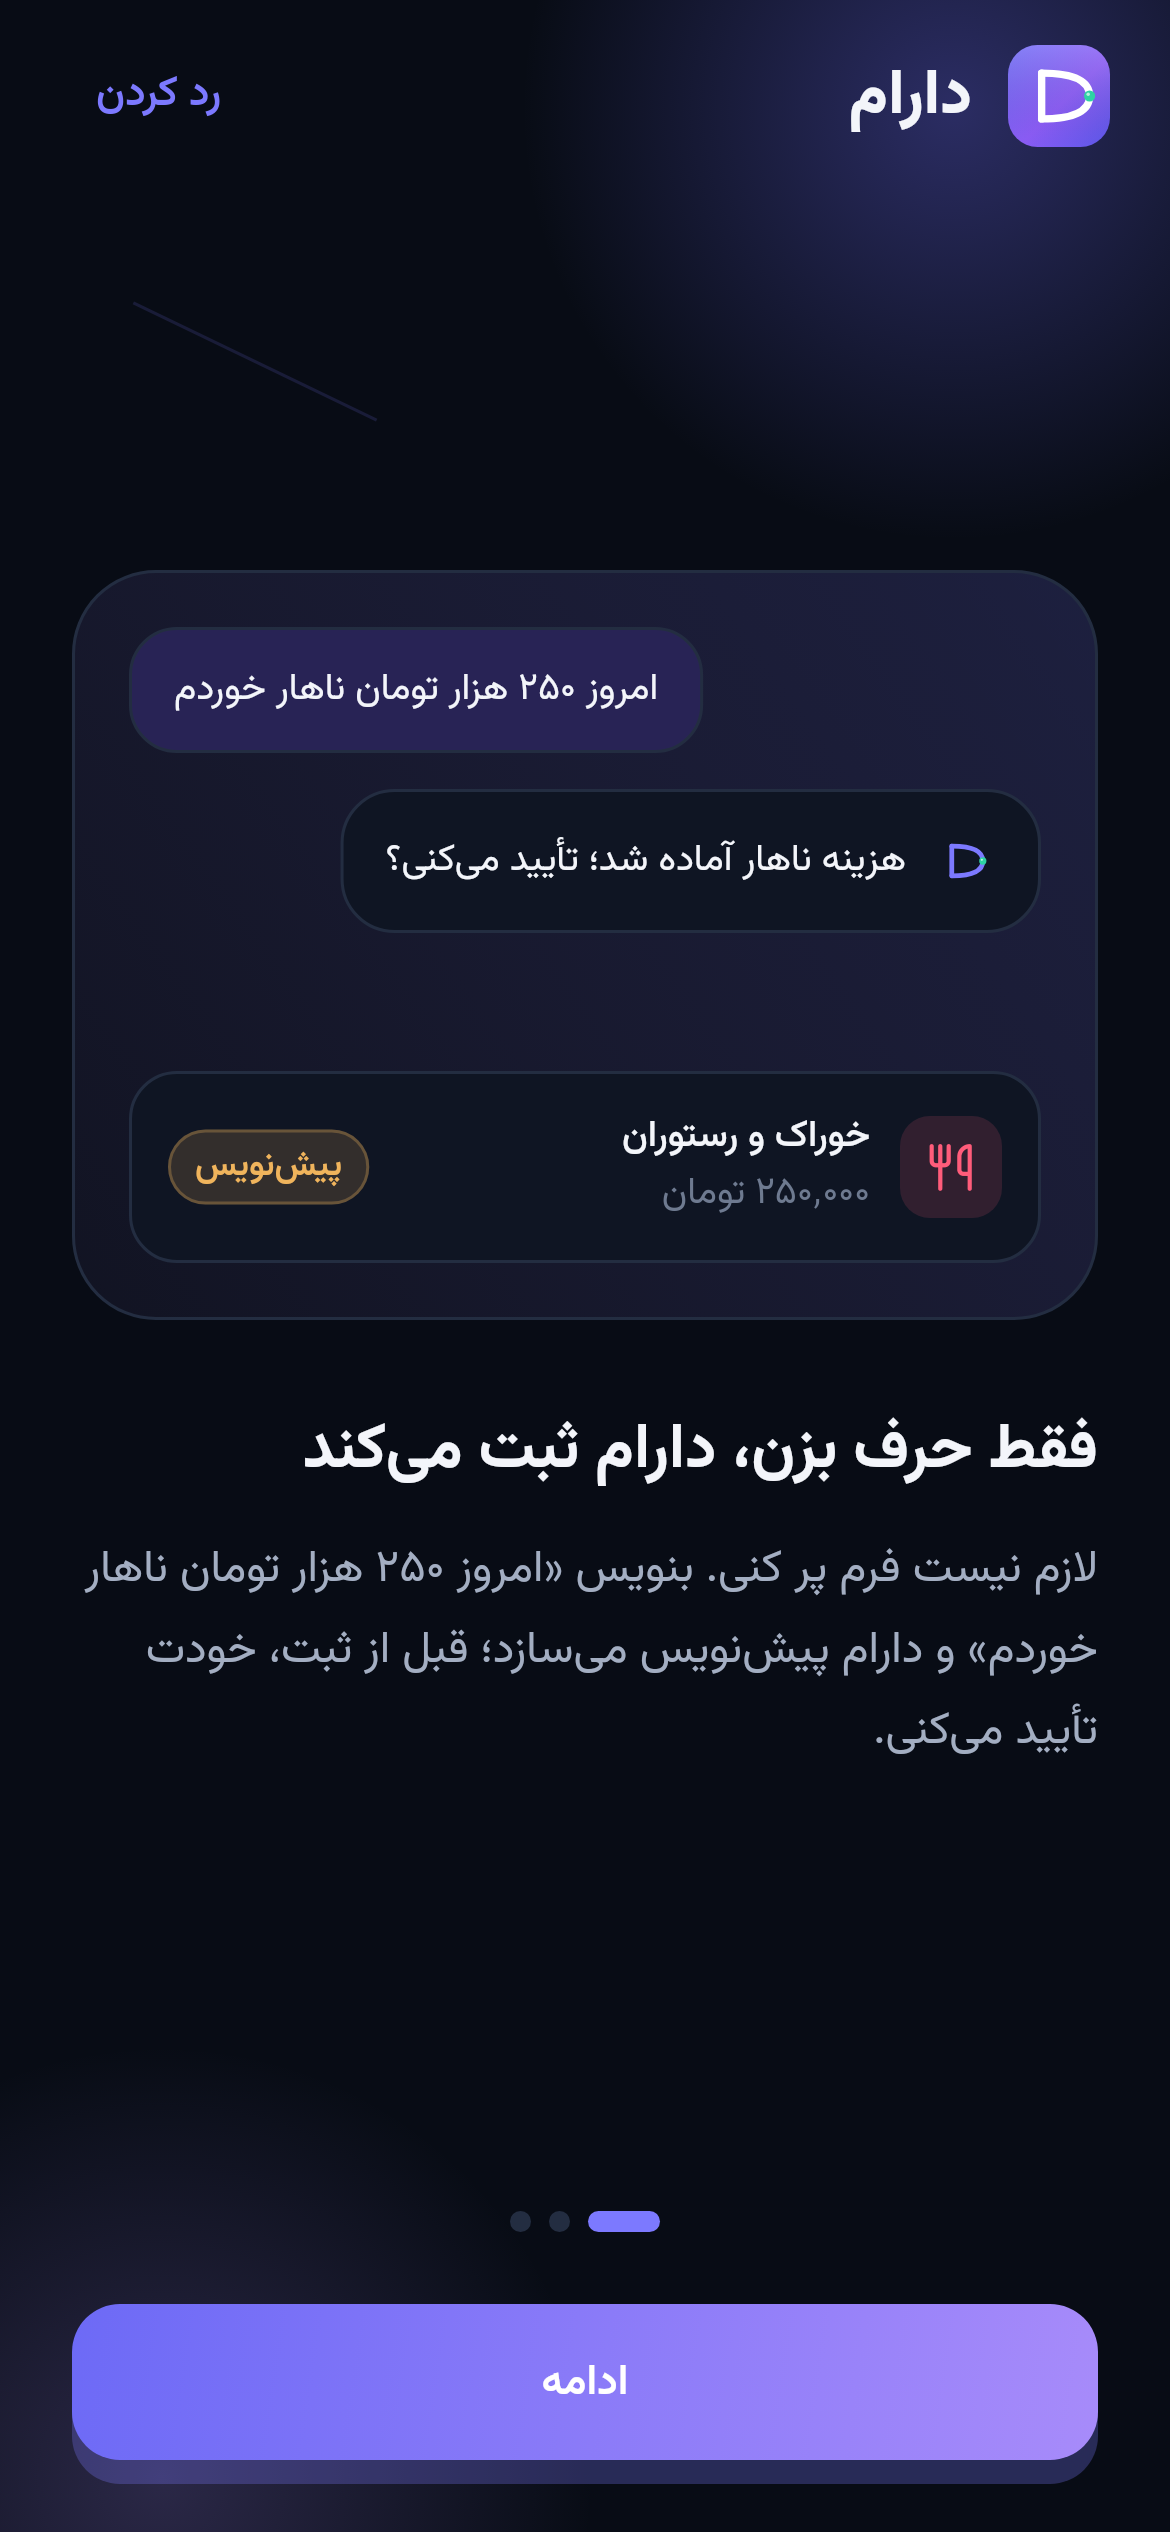 دارام
رد کردن
امروز ۲۵۰ هزار تومان ناهار خوردم
هزینه ناهار آماده شد؛ تأیید می‌کنی؟
خوراک و رستوران
۲۵۰,۰۰۰ تومان
پیش‌نویس
فقط حرف بزن، دارام ثبت می‌کند
لازم نیست فرم پر کنی. بنویس «امروز ۲۵۰ هزار تومان ناهار
خوردم» و دارام پیش‌نویس می‌سازد؛ قبل از ثبت، خودت
تأیید می‌کنی.
ادامه